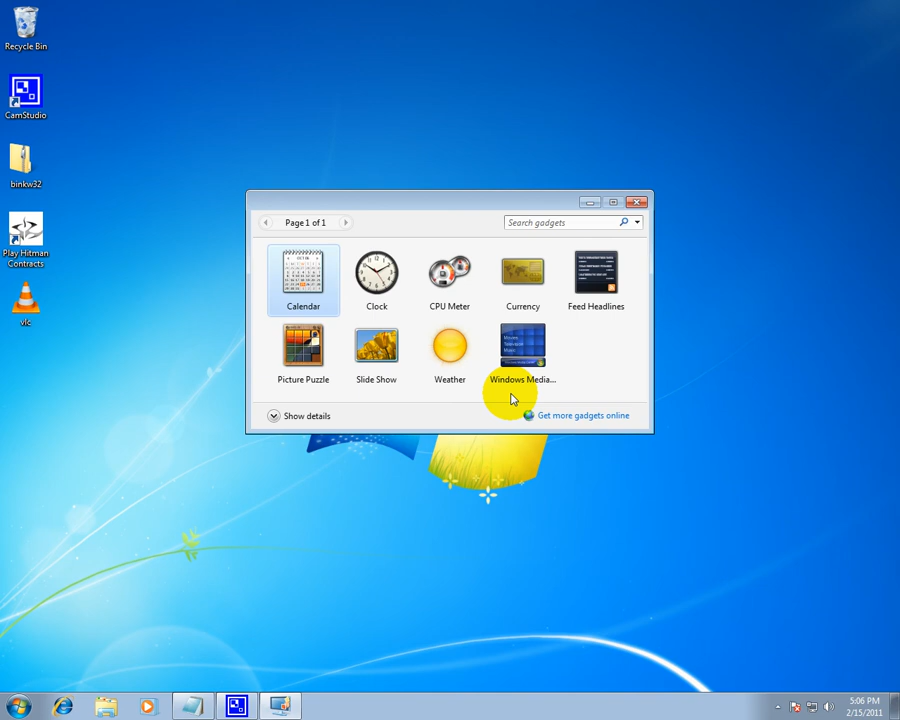 Recycle Bin
CamStudio
binkw32
Play Hitman
Contracts
vlc
Page 1 of 1
Search gadgets
Calendar
Clock
CPU Meter
Currency
Feed Headlines
Picture Puzzle
Slide Show
Weather
Windows Media...
Show details
Get more gadgets online
5:06 PM
2/15/2011